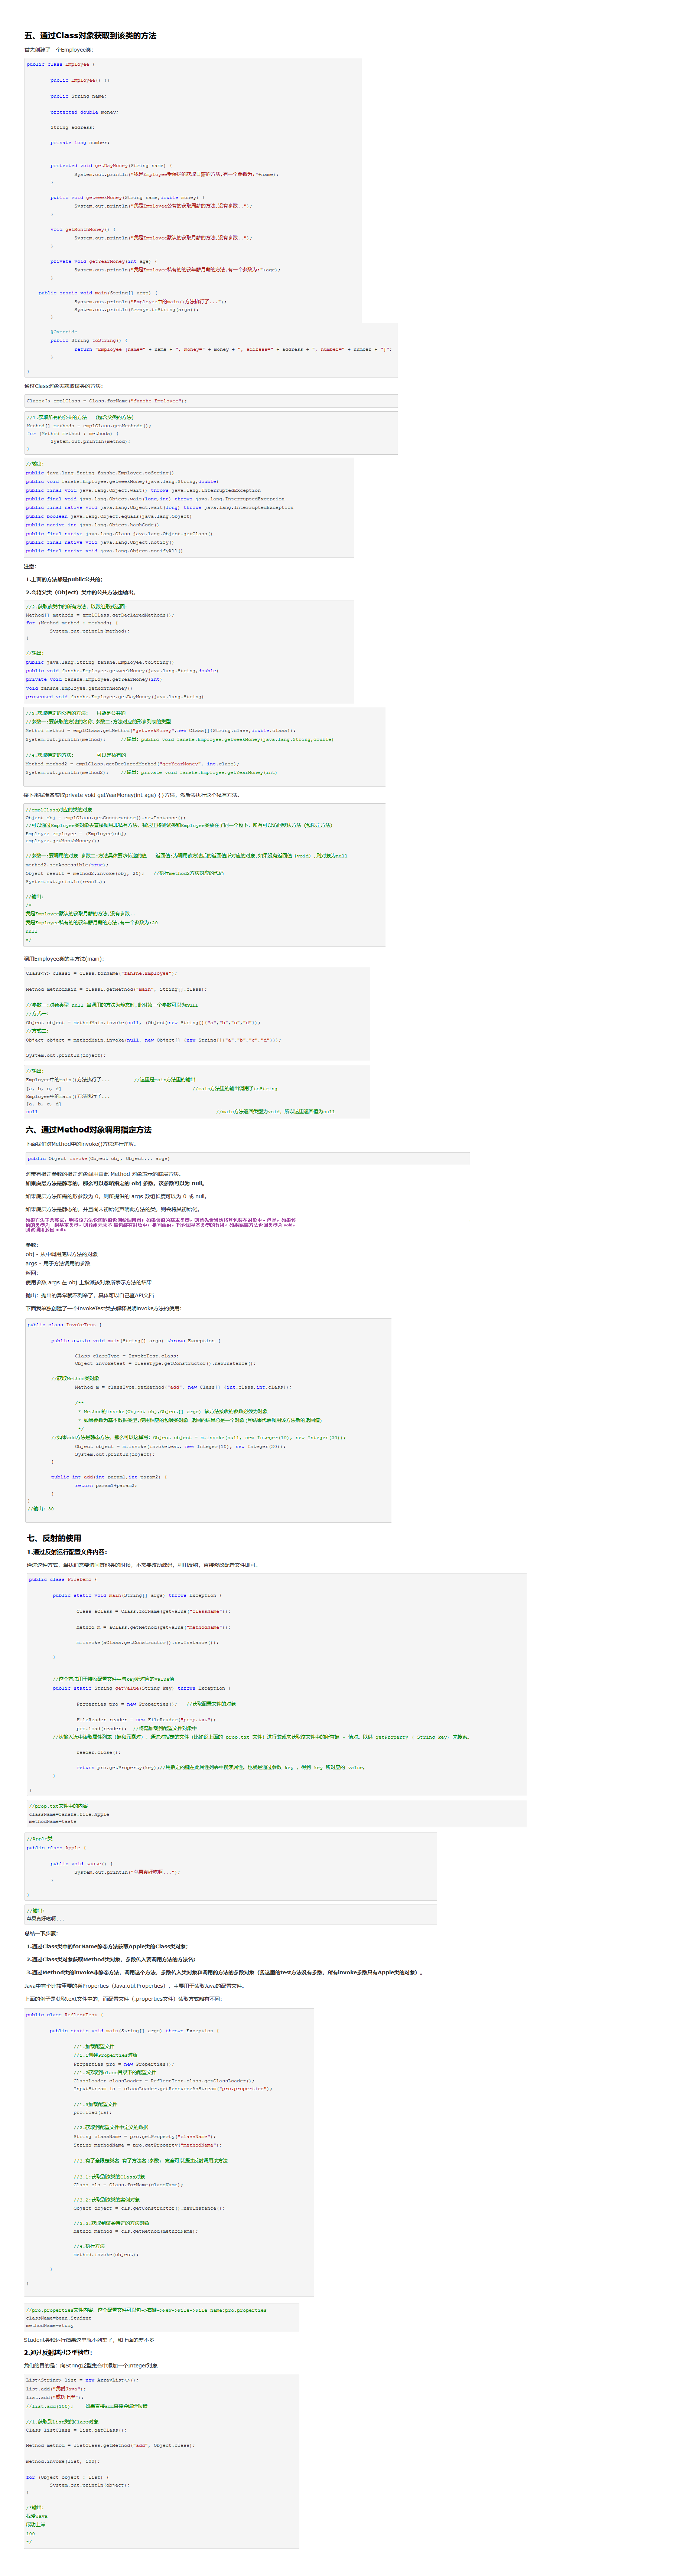 五、通过Class对象获取到该类的方法
首先创建了一个Employee类:
public class Employee {
public Employee() {}
public String name;
protected double money;
String address;
private long number;
protected void getDayMoney(String name) {
System.out.println("我是Employee受保护的获取日薪的方法,有一个参数为:"+name);
}
public void getweekMoney(String name,double money) {
System.out.println("我是Employee公有的获取周薪的方法,没有参数..");
}
void getMonthMoney() {
System.out.println("我是Employee默认的获取月薪的方法,没有参数..");
}
private void getYearMoney(int age) {
System.out.println("我是Employee私有的的获年薪月薪的方法,有一个参数为:"+age);
}
public static void main(String[] args) {
System.out.println("Employee中的main()方法执行了...");
System.out.println(Arrays.toString(args));
}
@Override
public String toString() {
return "Employee [name=" + name + ", money=" + money + ", address=" + address + ", number=" + number + "]";
}
}
通过Class对象去获取该类的方法:
Class<?> emplClass = Class.forName("fanshe.Employee");
//1.获取所有的公共的方法 (包含父类的方法)
Method[] methods = emplClass.getMethods();
for (Method method : methods) {
System.out.println(method);
}
//输出:
public java.lang.String fanshe.Employee.toString()
public void fanshe.Employee.getweekMoney(java.lang.String,double)
public final void java.lang.Object.wait() throws java.lang.InterruptedException
public final void java.lang.Object.wait(long,int) throws java.lang.InterruptedException
public final native void java.lang.Object.wait(long) throws java.lang.InterruptedException
public boolean java.lang.Object.equals(java.lang.Object)
public native int java.lang.Object.hashCode()
public final native java.lang.Class java.lang.Object.getClass()
public final native void java.lang.Object.notify()
public final native void java.lang.Object.notifyAll()
注意:
1.上面的方法都是public公共的;
2.会将父类（Object）类中的公共方法也输出。
//2.获取该类中的所有方法，以数组形式返回:
Method[] methods = emplClass.getDeclaredMethods();
for (Method method : methods) {
System.out.println(method);
}
//输出:
public java.lang.String fanshe.Employee.toString()
public void fanshe.Employee.getweekMoney(java.lang.String,double)
private void fanshe.Employee.getYearMoney(int)
void fanshe.Employee.getMonthMoney()
protected void fanshe.Employee.getDayMoney(java.lang.String)
//3.获取特定的公有的方法: 只能是公共的
//参数一:要获取的方法的名称,参数二:方法对应的形参列表的类型
Method method = emplClass.getMethod("getweekMoney",new Class[]{String.class,double.class});
System.out.println(method); //输出：public void fanshe.Employee.getweekMoney(java.lang.String,double)
//4.获取特定的方法: 可以是私有的
Method method2 = emplClass.getDeclaredMethod("getYearMoney", int.class);
System.out.println(method2); //输出：private void fanshe.Employee.getYearMoney(int)
接下来我准备获取private void getYearMoney(int age) {}方法，然后去执行这个私有方法。
//emplClass对应的类的对象
Object obj = emplClass.getConstructor().newInstance();
//可以通过Employee类对象去直接调用非私有方法，我这里将测试类和Employee类放在了同一个包下，所有可以访问默认方法（包限定方法）
Employee employee = (Employee)obj;
employee.getMonthMoney();
//参数一:要调用的对象 参数二:方法具体要求传递的值 返回值:为调用该方法后的返回值所对应的对象,如果没有返回值（void）,则对象为null
method2.setAccessible(true);
Object result = method2.invoke(obj, 20); //执行method2方法对应的代码
System.out.println(result);
//输出:
/*
我是Employee默认的获取月薪的方法,没有参数..
我是Employee私有的的获年薪月薪的方法,有一个参数为:20
null
*/
调用Employee类的主方法(main):
Class<?> class1 = Class.forName("fanshe.Employee");
Method methodMain = class1.getMethod("main", String[].class);
//参数一:对象类型 null 当调用的方法为静态时,此时第一个参数可以为null
//方式一:
Object object = methodMain.invoke(null, (Object)new String[]{"a","b","c","d"});
//方式二:
Object object = methodMain.invoke(null, new Object[] {new String[]{"a","b","c","d"}});
System.out.println(object);
//输出:
Employee中的main()方法执行了... //这里是main方法里的输出
[a, b, c, d] //main方法里的输出调用了toString
Employee中的main()方法执行了...
[a, b, c, d]
null //main方法返回类型为void，所以这里返回值为null
六、通过Method对象调用指定方法
下面我们对Method中的invoke()方法进行详解。
public Object invoke(Object obj, Object... args)
对带有指定参数的指定对象调用由此 Method 对象表示的底层方法。
如果底层方法是静态的，那么可以忽略指定的 obj 参数。该参数可以为 null。
如果底层方法所需的形参数为 0，则所提供的 args 数组长度可以为 0 或 null。
如果底层方法是静态的，并且尚未初始化声明此方法的类，则会将其初始化。
如果方法正常完成，则将该方法返回的值返回给调用者；如果该值为基本类型，则首先适当地将其包装在对象中。但是，如果该
值的类型为一组基本类型，则数组元素不 被包装在对象中；换句话说，将返回基本类型的数组。如果底层方法返回类型为 void，
则该调用返回 null。
参数:
obj - 从中调用底层方法的对象
args - 用于方法调用的参数
返回:
使用参数 args 在 obj 上指派该对象所表示方法的结果
抛出：抛出的异常就不列举了，具体可以自己查API文档
下面我单独创建了一个InvokeTest类去解释说明invoke方法的使用:
public class InvokeTest {
public static void main(String[] args) throws Exception {
Class classType = InvokeTest.class;
Object invoketest = classType.getConstructor().newInstance();
//获取Method类对象
Method m = classType.getMethod("add", new Class[] {int.class,int.class});
/**
* Method的invoke(Object obj,Object[] args) 该方法接收的参数必须为对象
* 如果参数为基本数据类型,使用相应的包装类对象 返回的结果总是一个对象;其结果代表调用该方法后的返回值;
*/
//如果add方法是静态方法，那么可以这样写：Object object = m.invoke(null, new Integer(10), new Integer(20));
Object object = m.invoke(invoketest, new Integer(10), new Integer(20));
System.out.println(object);
}
public int add(int param1,int param2) {
return param1+param2;
}
}
//输出: 30
七、反射的使用
1.通过反射运行配置文件内容:
通过这种方式，当我们需要访问其他类的时候，不需要改动源码，利用反射，直接修改配置文件即可。
public class FileDemo {
public static void main(String[] args) throws Exception {
Class aClass = Class.forName(getValue("className"));
Method m = aClass.getMethod(getValue("methodName"));
m.invoke(aClass.getConstructor().newInstance());
}
//这个方法用于接收配置文件中与key所对应的value值
public static String getValue(String key) throws Exception {
Properties pro = new Properties(); //获取配置文件的对象
FileReader reader = new FileReader("prop.txt");
pro.load(reader); //将流加载到配置文件对象中
//从输入流中读取属性列表（键和元素对）。通过对指定的文件（比如说上面的 prop.txt 文件）进行装载来获取该文件中的所有键 - 值对。以供 getProperty ( String key) 来搜索。
reader.close();
return pro.getProperty(key);//用指定的键在此属性列表中搜索属性。也就是通过参数 key ，得到 key 所对应的 value。
}
}
//prop.txt文件中的内容
className=fanshe.file.Apple
methodName=taste
//Apple类
public class Apple {
public void taste() {
System.out.println("苹果真好吃啊...");
}
}
//输出:
苹果真好吃啊...
总结一下步骤:
1.通过Class类中的forName静态方法获取Apple类的Class类对象;
2.通过Class类对象获取Method类对象，参数传入要调用方法的方法名;
3.通过Method类的invoke非静态方法，调用这个方法，参数传入类对象和调用的方法的参数对象（我这里的test方法没有参数，所有invoke参数只有Apple类的对象）。
Java中有个比较重要的类Properties（Java.util.Properties），主要用于读取Java的配置文件。
上面的例子是获取text文件中的，而配置文件（.properties文件）读取方式略有不同:
public class ReflectTest {
public static void main(String[] args) throws Exception {
//1.加载配置文件
//1.1创建Properties对象
Properties pro = new Properties();
//1.2获取到class目录下的配置文件
ClassLoader classLoader = ReflectTest.class.getClassLoader();
InputStream is = classLoader.getResourceAsStream("pro.properties");
//1.3加载配置文件
pro.load(is);
//2.获取到配置文件中定义的数据
String className = pro.getProperty("className");
String methodName = pro.getProperty("methodName");
//3.有了全限定类名 有了方法名(参数) 完全可以通过反射调用该方法
//3.1:获取到该类的Class对象
Class cls = Class.forName(className);
//3.2:获取到该类的实例对象
Object object = cls.getConstructor().newInstance();
//3.3:获取到该类特定的方法对象
Method method = cls.getMethod(methodName);
//4.执行方法
method.invoke(object);
}
}
//pro.properties文件内容，这个配置文件可以包->右键->New->file->File name:pro.properties
className=bean.Student
methodName=study
Student类和运行结果这里就不列举了，和上面的差不多
2.通过反射越过泛型检查:
我们的目的是：向String泛型集合中添加一个Integer对象
List<String> list = new ArrayList<>();
list.add("我爱Java");
list.add("成功上岸");
//list.add(100); 如果直接add直接会编译报错
//1.获取到List类的Class对象
Class listClass = list.getClass();
Method method = listClass.getMethod("add", Object.class);
method.invoke(list, 100);
for (Object object : list) {
System.out.println(object);
}
/*输出:
我爱Java
成功上岸
100
*/